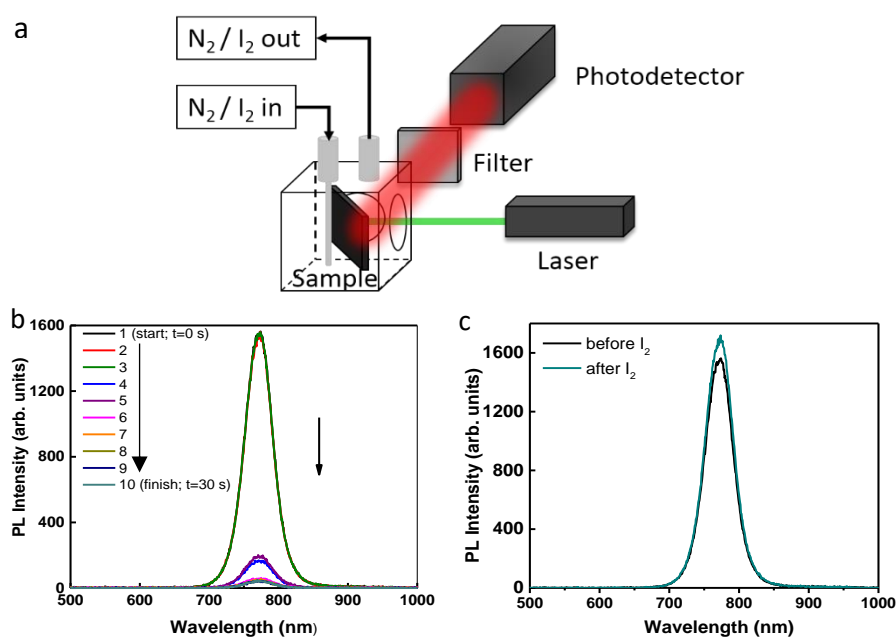 a
N₂ / I₂ out
N₂ / I₂ in
Photodetector
Filter
Laser
Sample
b
1 (start; t=0 s)
2
3
4
5
6
7
8
9
10 (finish; t=30 s)
PL Intensity (arb. units)
1600
1200
800
400
0
500 600 700 800 900 1000
Wavelength (nm)
c
before I₂
after I₂
PL Intensity (arb. units)
1600
1200
800
400
0
500 600 700 800 900 1000
Wavelength (nm)